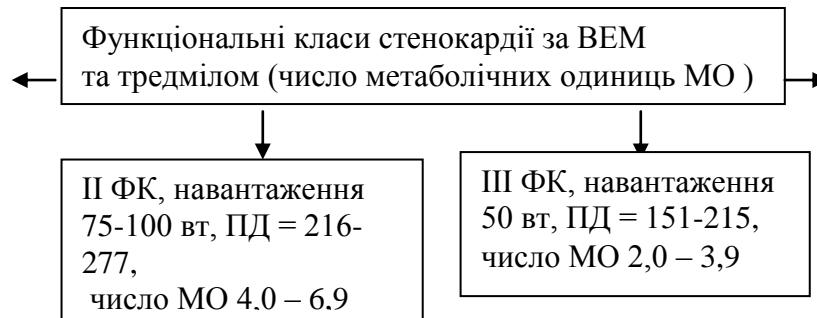 Функціональні класи стенокардії за ВЕМ
та тредмілом (число метаболічних одиниць МО )
ІІ ФК, навантаження
75-100 вт, ПД = 216-
277,
число МО 4,0 – 6,9
ІІІ ФК, навантаження
50 вт, ПД = 151-215,
число МО 2,0 – 3,9